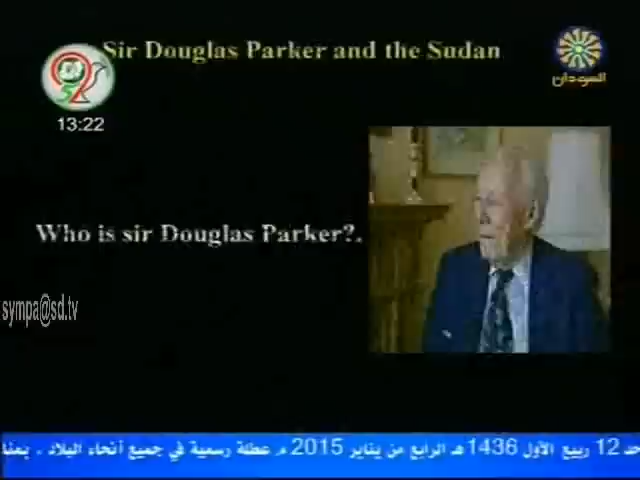 Sir Douglas Parker and the Sudan
السودان
13:22
Who is sir Douglas Parker?.
sympa@sd.tv
حد 12 ربيع الأول 1436 هـ الرابع من يناير 2015 م عطلة رسمية في جميع أنحاء البلاد ، بمنا